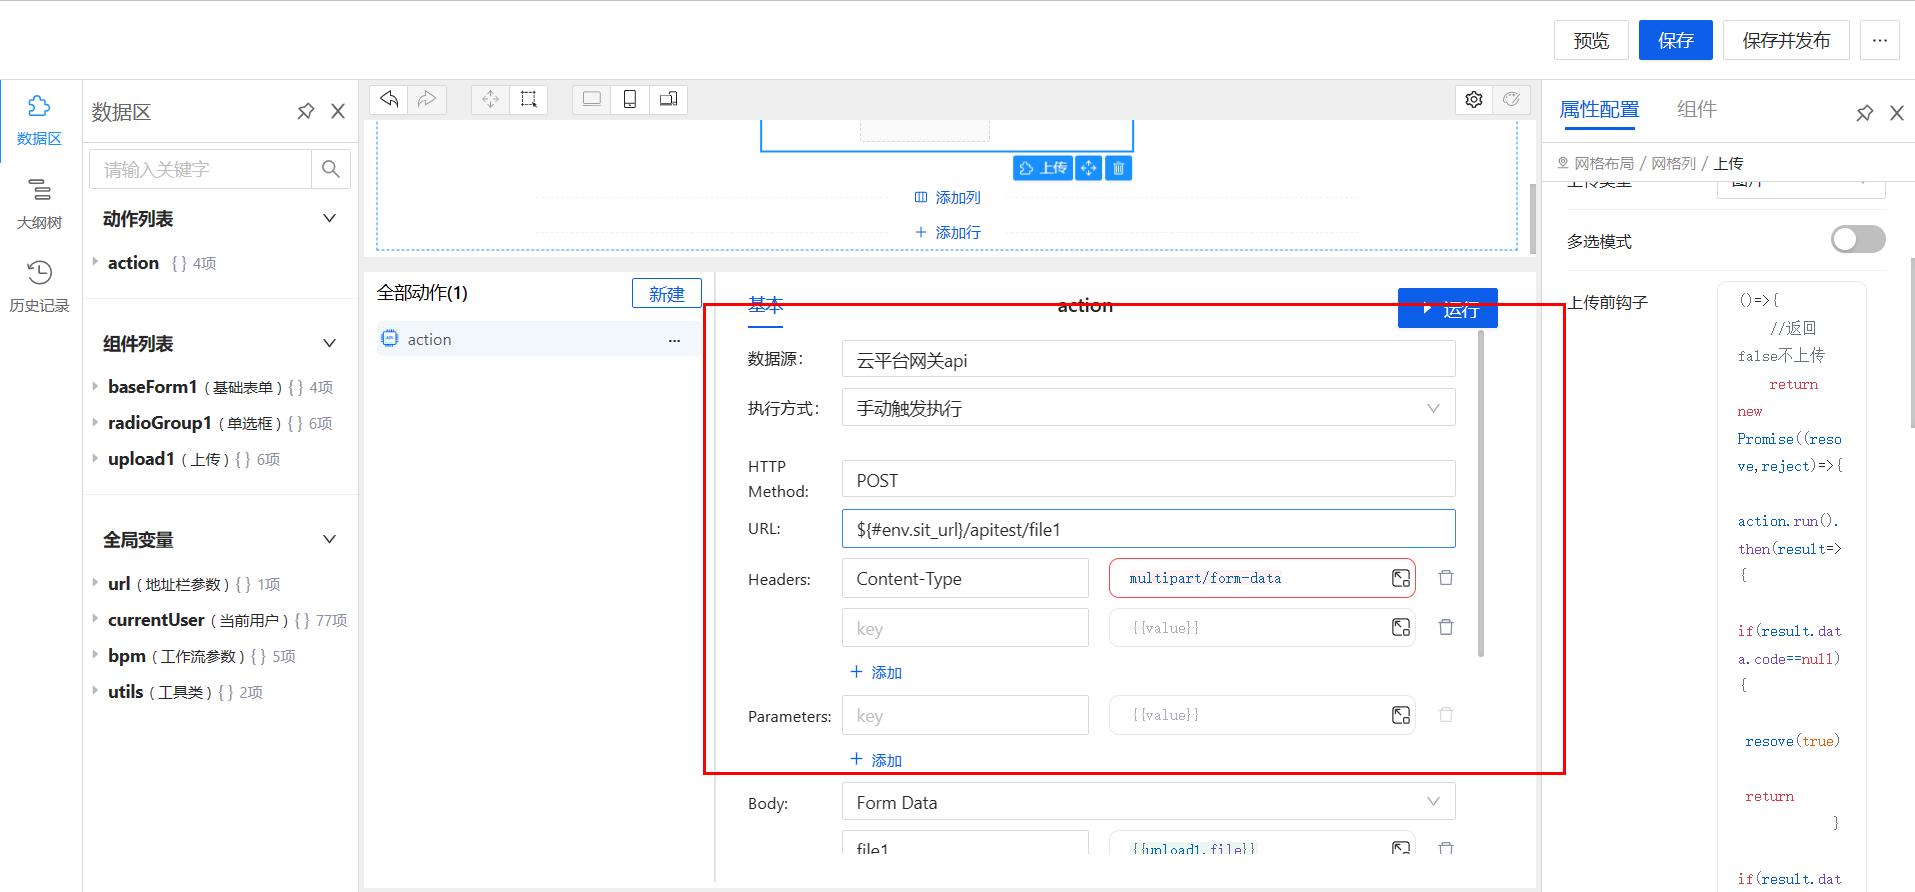 预览
保存
保存并发布
数据区
大纲树
历史记录
数据区
请输入关键字
动作列表
action { } 4项
组件列表
baseForm1 ( 基础表单 ) { } 4项
radioGroup1 ( 单选框 ) { } 6项
upload1 ( 上传 ) { } 6项
全局变量
url ( 地址栏参数 ) { } 1项
currentUser ( 当前用户 ) { } 77项
bpm ( 工作流参数 ) { } 5项
utils ( 工具类 ) { } 2项
上传
添加列
添加行
全部动作(1)
新建
action
基本
action
运行
数据源:
云平台网关api
执行方式:
手动触发执行
HTTP
Method:
POST
URL:
${#env.sit_url}/apitest/file1
Headers:
Content-Type
multipart/form-data
key
{{value}}
添加
Parameters:
key
{{value}}
添加
Body:
Form Data
file1
{{upload1.file}}
属性配置
组件
网格布局 / 网格列 / 上传
上传类型
图片
多选模式
上传前钩子
()=>{
//返回
false不上传
return
new
Promise((reso
ve,reject)=>{
action.run().
then(result=>
{
if(result.dat
a.code==null)
{
resove(true)
return
}
if(result.dat